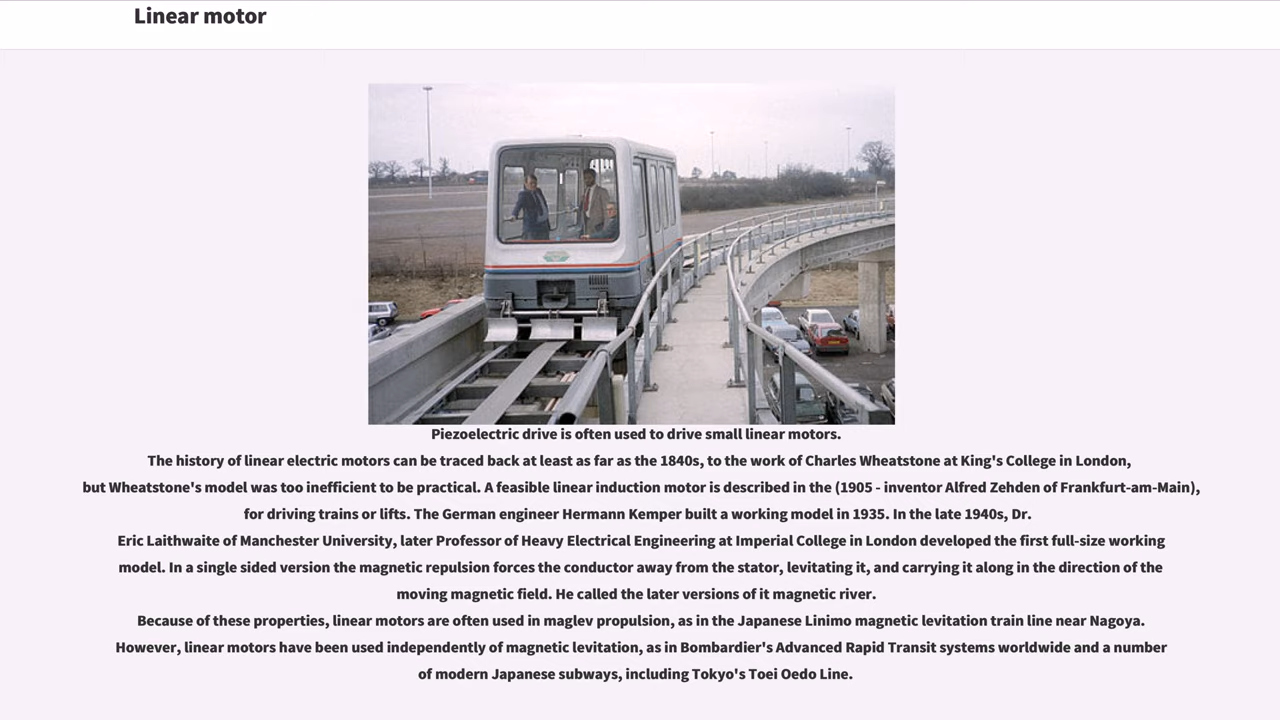 Linear motor
Piezoelectric drive is often used to drive small linear motors.
The history of linear electric motors can be traced back at least as far as the 1840s, to the work of Charles Wheatstone at King's College in London,
but Wheatstone's model was too inefficient to be practical. A feasible linear induction motor is described in the (1905 - inventor Alfred Zehden of Frankfurt-am-Main),
for driving trains or lifts. The German engineer Hermann Kemper built a working model in 1935. In the late 1940s, Dr.
Eric Laithwaite of Manchester University, later Professor of Heavy Electrical Engineering at Imperial College in London developed the first full-size working
model. In a single sided version the magnetic repulsion forces the conductor away from the stator, levitating it, and carrying it along in the direction of the
moving magnetic field. He called the later versions of it magnetic river.
Because of these properties, linear motors are often used in maglev propulsion, as in the Japanese Linimo magnetic levitation train line near Nagoya.
However, linear motors have been used independently of magnetic levitation, as in Bombardier's Advanced Rapid Transit systems worldwide and a number
of modern Japanese subways, including Tokyo's Toei Oedo Line.